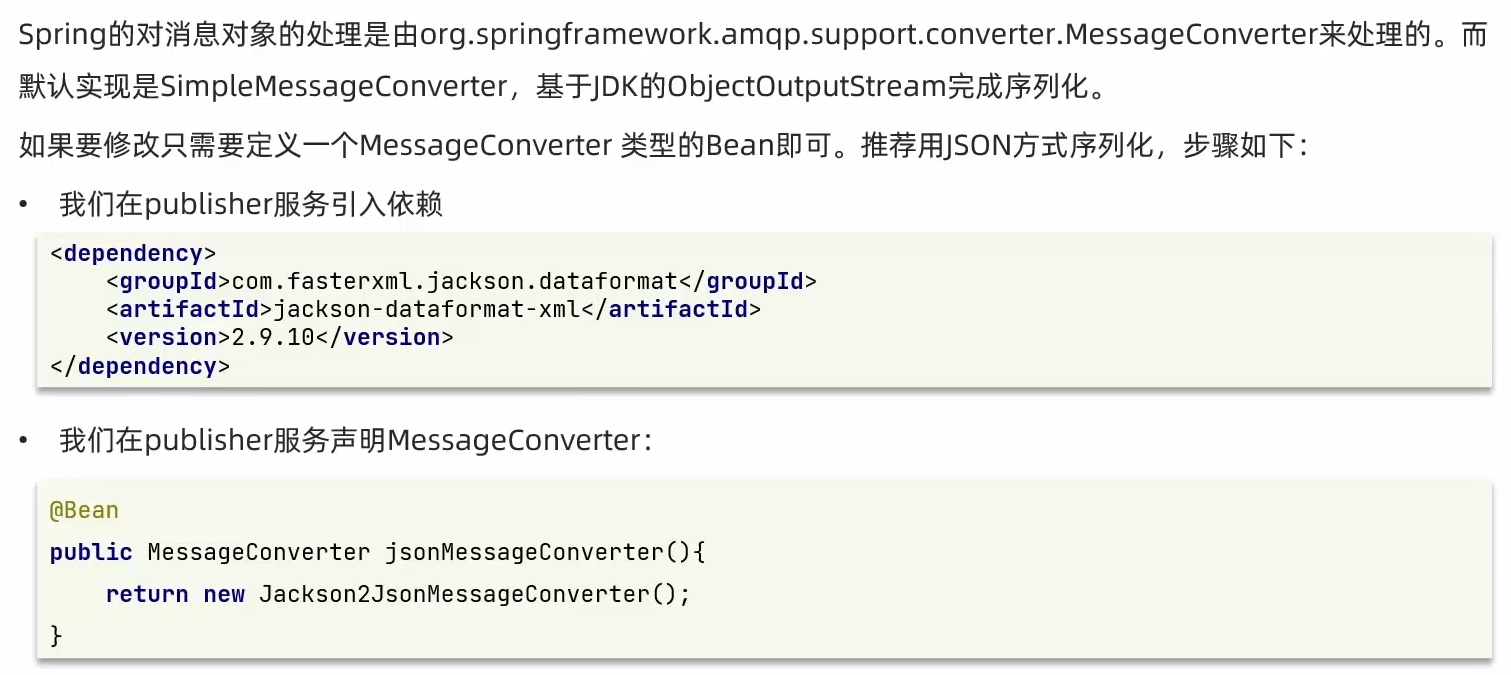 Spring的对消息对象的处理是由org.springframework.amqp.support.converter.MessageConverter来处理的。而
默认实现是SimpleMessageConverter，基于JDK的ObjectOutputStream完成序列化。
如果要修改只需要定义一个MessageConverter 类型的Bean即可。推荐用JSON方式序列化，步骤如下：
• 我们在publisher服务引入依赖
<dependency>
    <groupId>com.fasterxml.jackson.dataformat</groupId>
    <artifactId>jackson-dataformat-xml</artifactId>
    <version>2.9.10</version>
</dependency>
• 我们在publisher服务声明MessageConverter：
@Bean
public MessageConverter jsonMessageConverter(){
    return new Jackson2JsonMessageConverter();
}